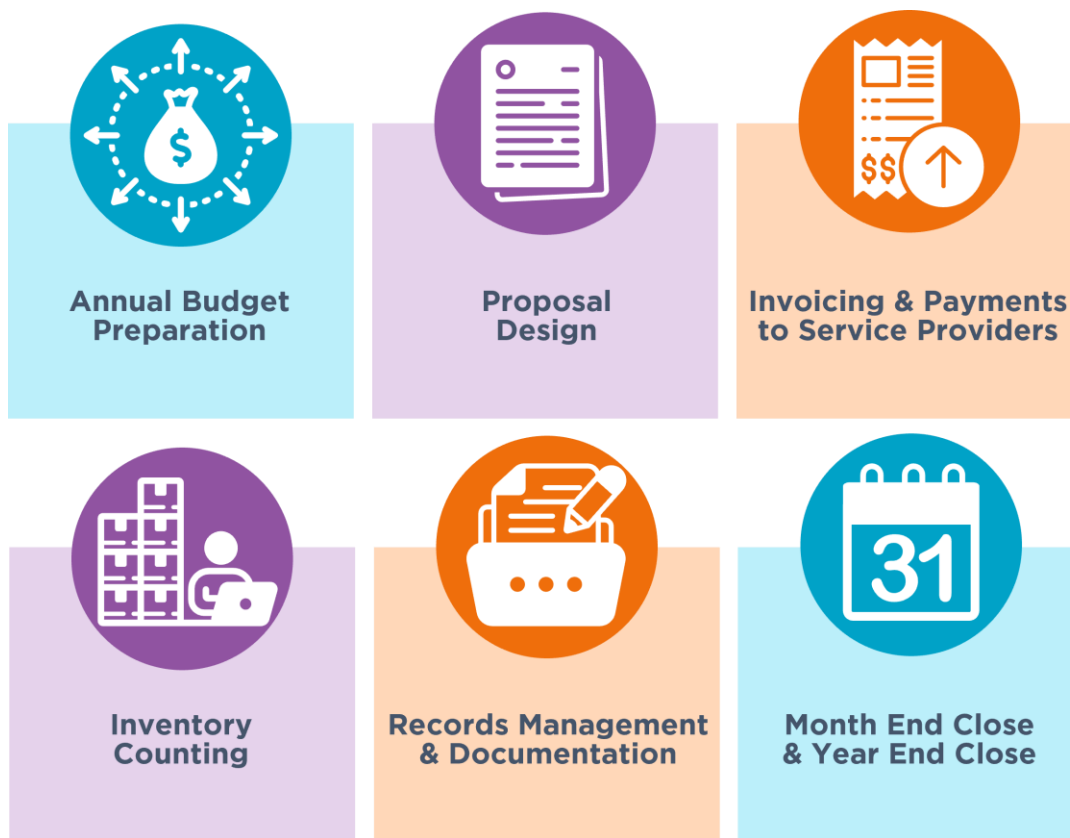 $
$$
Annual Budget
Preparation
Proposal
Design
Invoicing & Payments
to Service Providers
31
Inventory
Counting
Records Management
& Documentation
Month End Close
& Year End Close